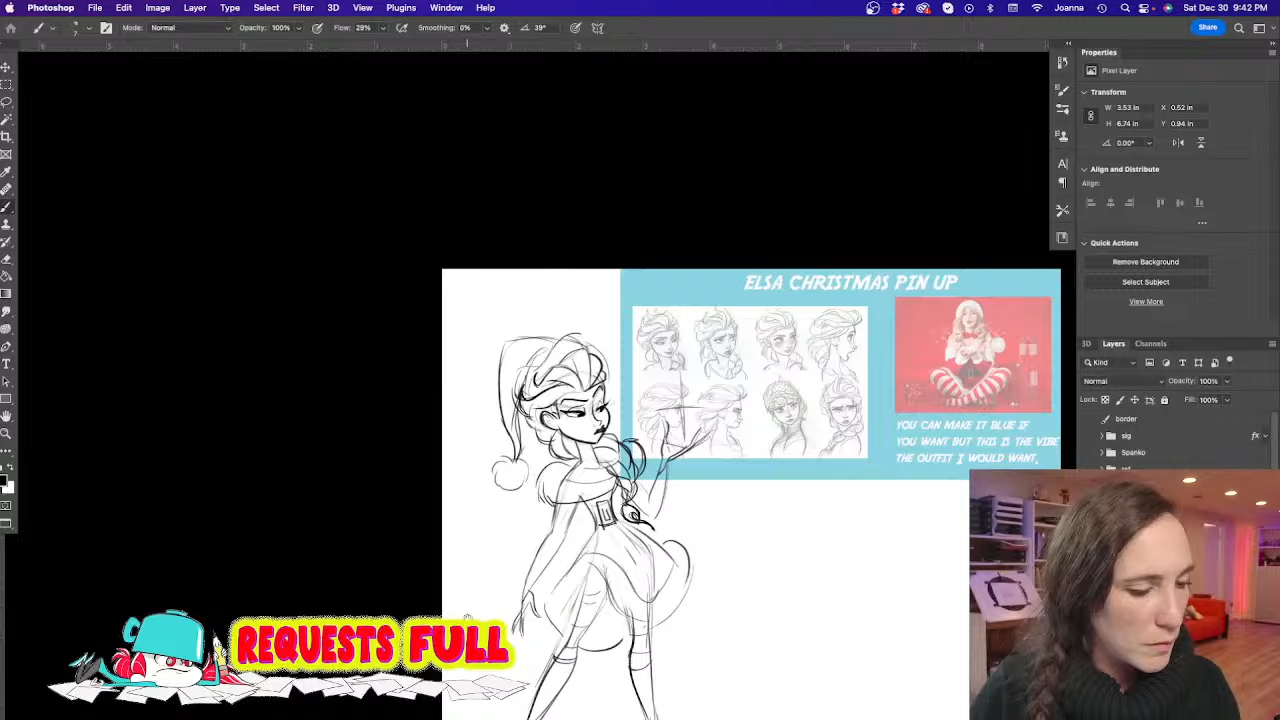 Photoshop File Edit Image Layer Type Select Filter 3D View Plugins Window Help Joanne Sat Dec 30 9:42 PM
7 Mode: Normal Opacity: 100% Flow: 29% Smoothing: 0% 39° Share
Properties
Pixel Layer
Transform
W 3.53 in X 0.52 in
H 6.74 in Y 0.94 in
0.00°
Align and Distribute
Align:
Quick Actions
Remove Background
Select Subject
View More
3D Layers Channels
Kind
Normal Opacity: 100%
Lock: Fill: 100%
border
sig fx
Spanko
ELSA CHRISTMAS PIN UP
YOU CAN MAKE IT BLUE IF
YOU WANT BUT THIS IS THE VIBE
THE OUTFIT I WOULD WANT.
REQUESTS FULL